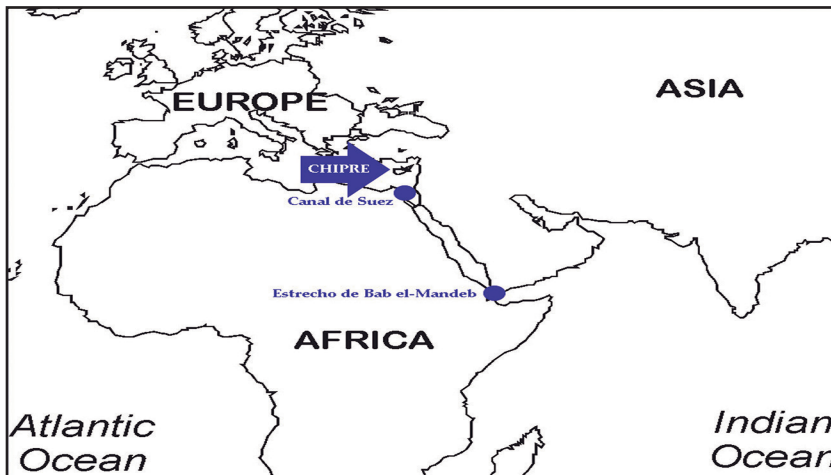 EUROPE
ASIA
CHIPRE
Canal de Suez
Estrecho de Bab el-Mandeb
AFRICA
Atlantic
Ocean
Indian
Ocean